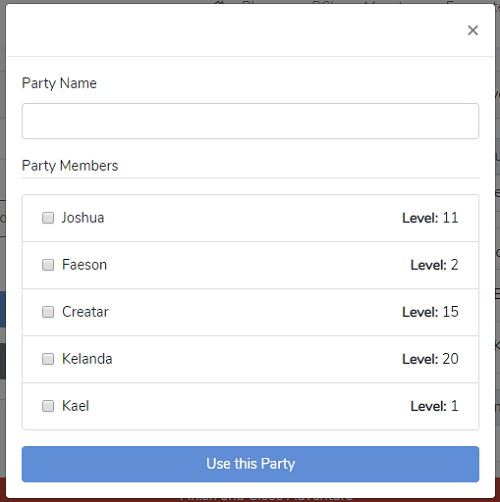 ×
Party Name
Party Members
Joshua Level: 11
Faeson Level: 2
Creatar Level: 15
Kelanda Level: 20
Kael Level: 1
Use this Party